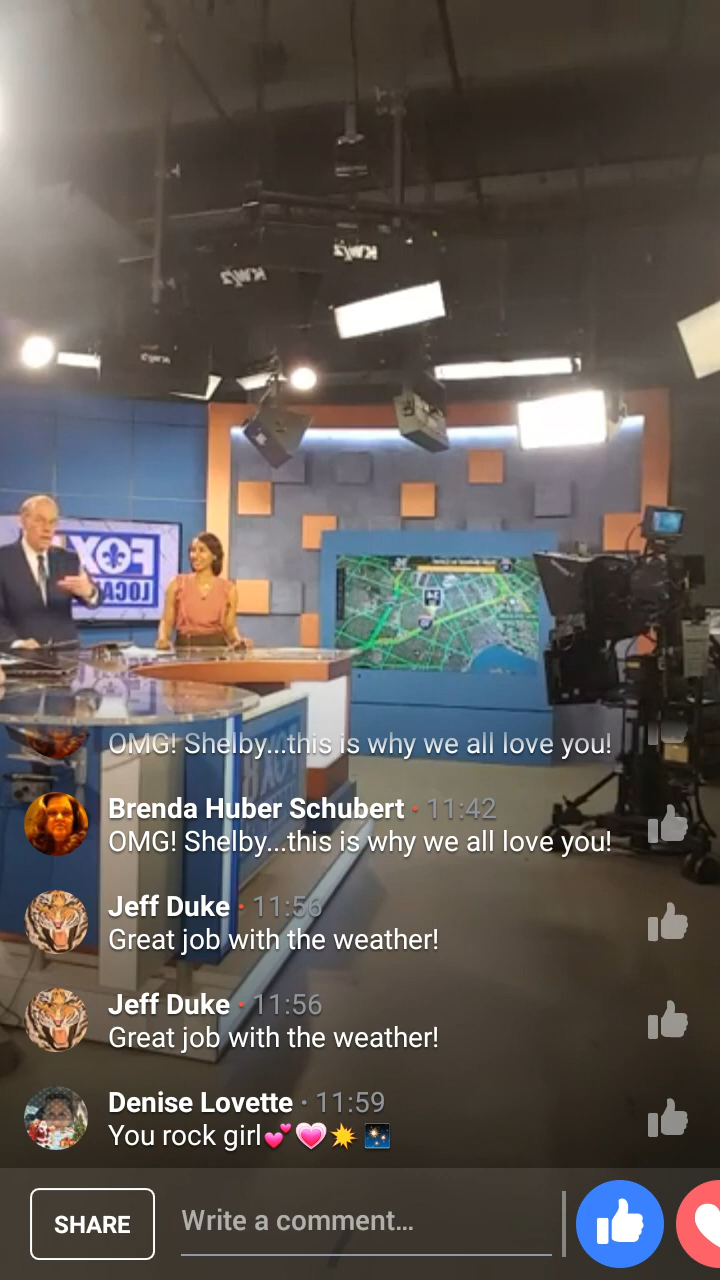 FOX
LOCAL
OMG! Shelby...this is why we all love you!
Brenda Huber Schubert • 11:42
OMG! Shelby...this is why we all love you!
Jeff Duke • 11:56
Great job with the weather!
Jeff Duke • 11:56
Great job with the weather!
Denise Lovette • 11:59
You rock girl💕💗💥🎆
SHARE
Write a comment...